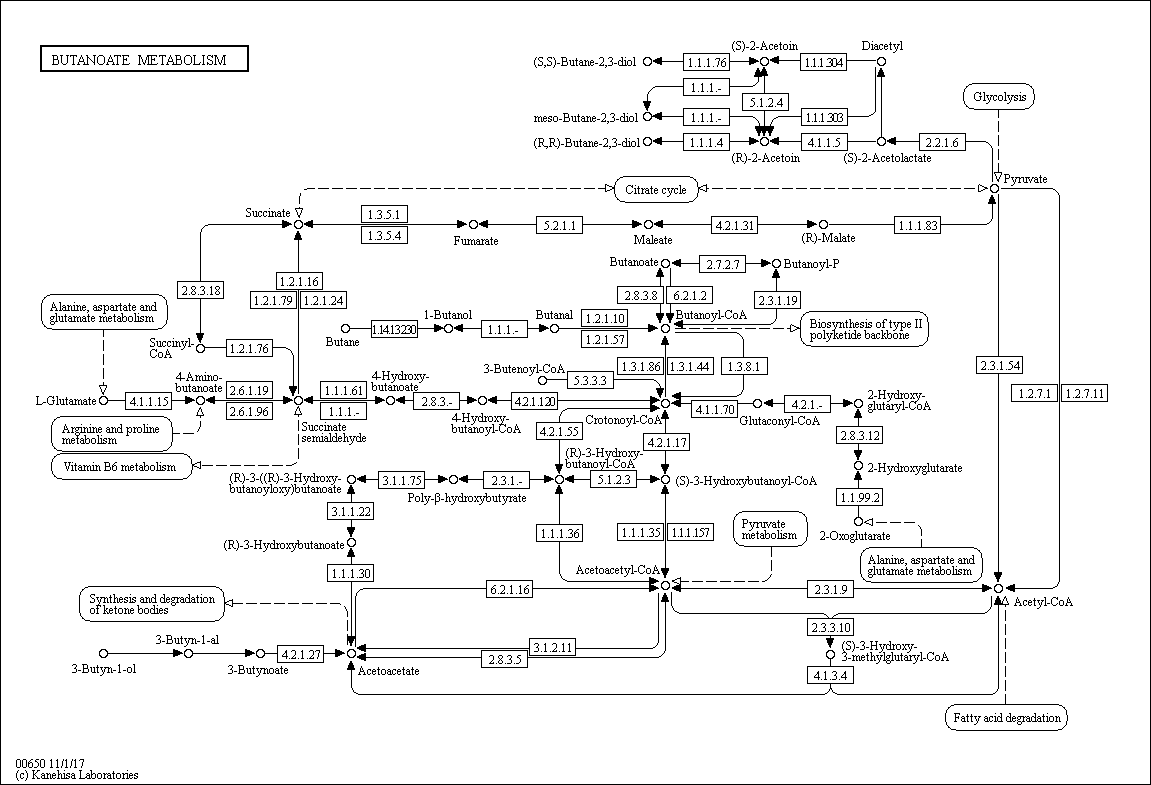 BUTANOATE METABOLISM
(S)-2-Acetoin
Diacetyl
(S,S)-Butane-2,3-diol
1.1.1.76
1.1.1.304
1.1.1.-
5.1.2.4
Glycolysis
meso-Butane-2,3-diol
1.1.1.-
1.1.1.303
(R,R)-Butane-2,3-diol
1.1.1.4
4.1.1.5
2.2.1.6
(R)-2-Acetoin
(S)-2-Acetolactate
Pyruvate
Citrate cycle
Succinate
1.3.5.1
1.3.5.4
Fumarate
5.2.1.1
Maleate
4.2.1.31
(R)-Malate
1.1.1.83
Butanoate
2.7.2.7
Butanoyl-P
2.8.3.18
1.2.1.16
1.2.1.79
1.2.1.24
2.8.3.8
6.2.1.2
2.3.1.19
Alanine, aspartate and
glutamate metabolism
1-Butanol
Butanal
1.2.1.10
Butanoyl-CoA
Biosynthesis of type II
polyketide backbone
1.14.13.230
1.1.1.-
Butane
1.2.1.57
Succinyl-
CoA
1.2.1.76
3-Butenoyl-CoA
1.3.1.86
1.3.1.44
1.3.8.1
2.3.1.54
5.3.3.3
4-Amino-
butanoate
2.6.1.19
1.1.1.61
4-Hydroxy-
butanoate
2-Hydroxy-
glutaryl-CoA
1.2.7.1
1.2.7.11
L-Glutamate
4.1.1.15
2.6.1.96
1.1.1.-
2.8.3.-
4.2.1.120
4.1.1.70
4.2.1.-
4-Hydroxy-
butanoyl-CoA
Crotonoyl-CoA
Glutaconyl-CoA
Arginine and proline
metabolism
Succinate
semialdehyde
4.2.1.55
4.2.1.17
2.8.3.12
Vitamin B6 metabolism
(R)-3-Hydroxy-
butanoyl-CoA
2-Hydroxyglutarate
(R)-3-((R)-3-Hydroxy-
butanoyloxy)butanoate
3.1.1.75
2.3.1.-
5.1.2.3
(S)-3-Hydroxybutanoyl-CoA
Poly-β-hydroxybutyrate
1.1.99.2
3.1.1.22
1.1.1.36
1.1.1.35
1.1.1.157
Pyruvate
metabolism
2-Oxoglutarate
(R)-3-Hydroxybutanoate
Alanine, aspartate and
glutamate metabolism
1.1.1.30
Acetoacetyl-CoA
6.2.1.16
2.3.1.9
Acetyl-CoA
Synthesis and degradation
of ketone bodies
2.3.3.10
3-Butyn-1-al
3.1.2.11
(S)-3-Hydroxy-
3-methylglutaryl-CoA
4.2.1.27
2.8.3.5
3-Butyn-1-ol
3-Butynoate
Acetoacetate
4.1.3.4
Fatty acid degradation
00650 11/1/17
(c) Kanehisa Laboratories